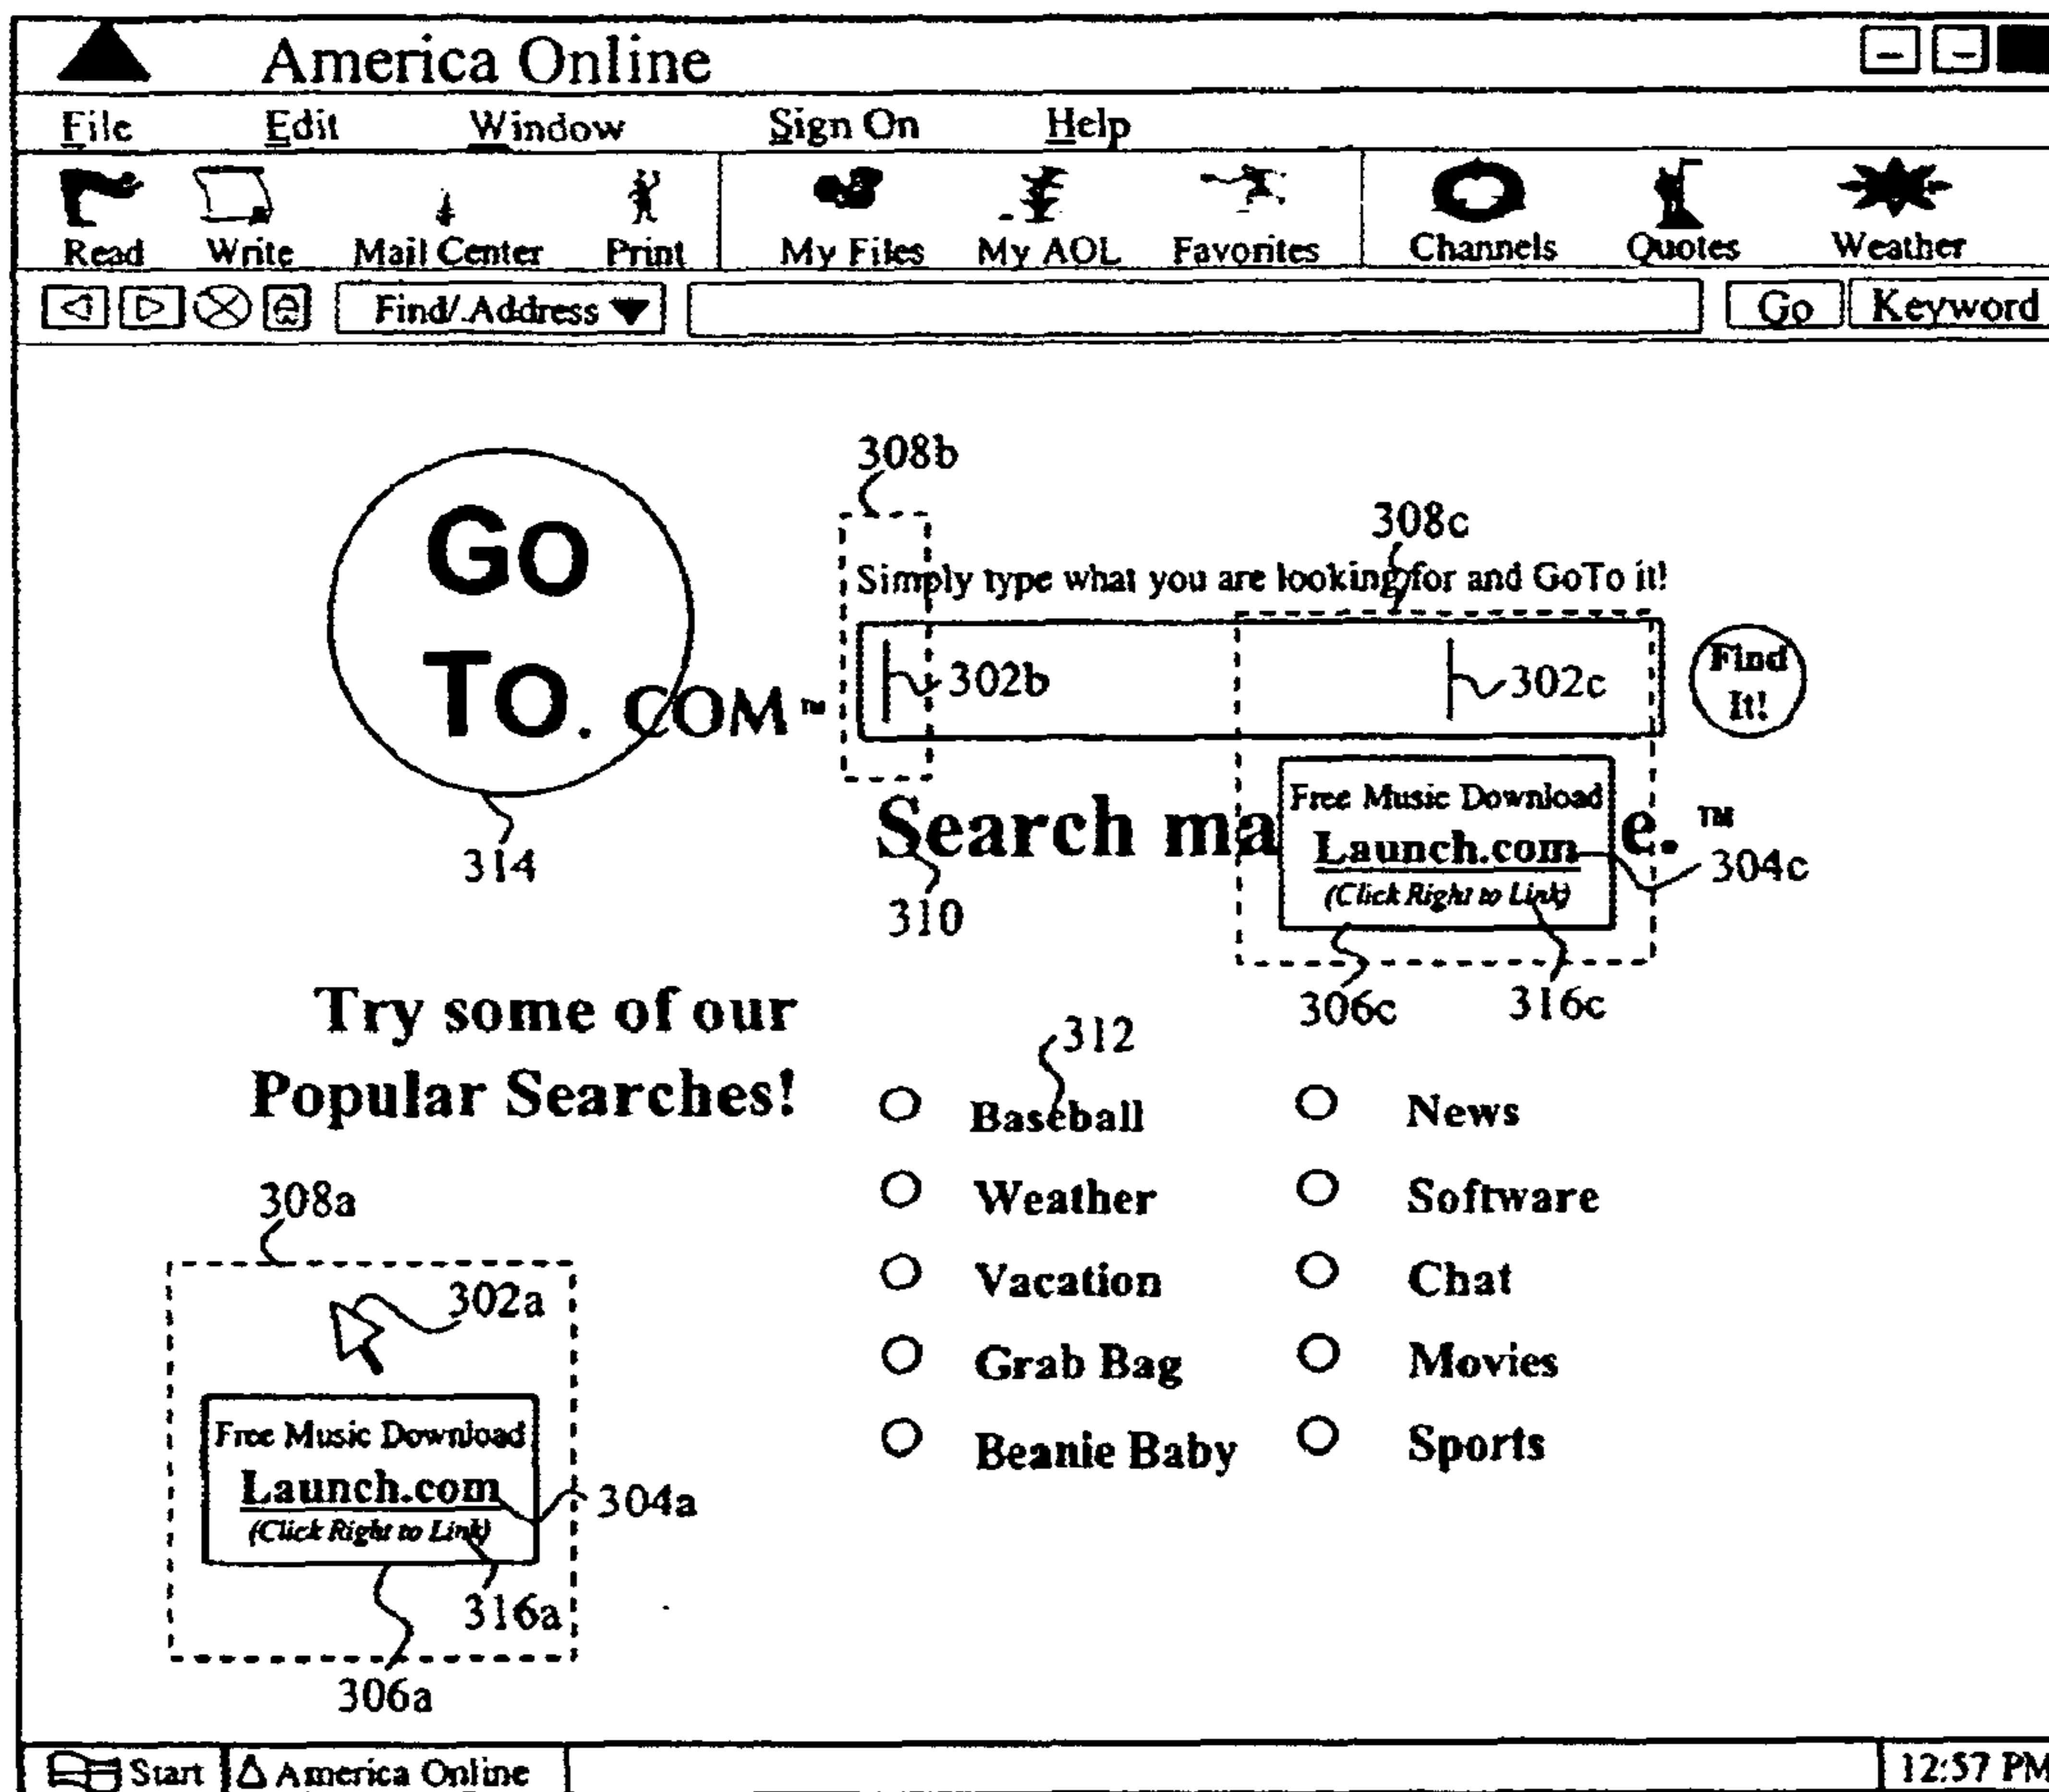 America Online
File Edit Window Sign On Help
Read Write Mail Center Print My Files My AOL Favorites Channels Quotes Weather
Find/.Address Go Keyword
308b
308c
GO
TO. COM™
Simply type what you are looking for and GoTo it!
302b 302c
Find
It!
Search ma e.™
Free Music Download
Launch.com
(Click Right to Link)
304c
314
310
306c 316c
Try some of our
Popular Searches!
312
Baseball News
Weather Software
Vacation Chat
Grab Bag Movies
Beanie Baby Sports
308a
302a
Free Music Download
Launch.com
(Click Right to Link)
304a
316a
306a
Start America Online 12:57 PM